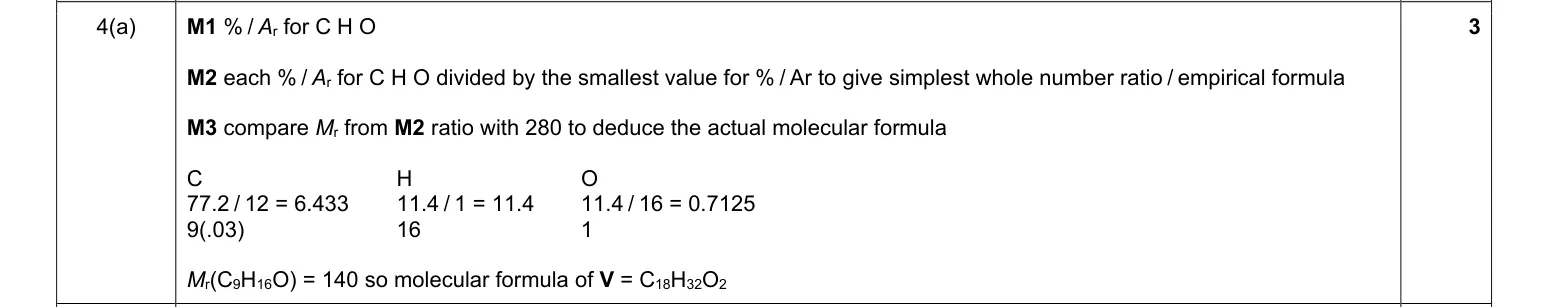 4(a) M1 % / Ar for C H O 3
M2 each % / Ar for C H O divided by the smallest value for % / Ar to give simplest whole number ratio / empirical formula
M3 compare Mr from M2 ratio with 280 to deduce the actual molecular formula
C H O
77.2 / 12 = 6.433 11.4 / 1 = 11.4 11.4 / 16 = 0.7125
9(.03) 16 1
Mr(C9H16O) = 140 so molecular formula of V = C18H32O2